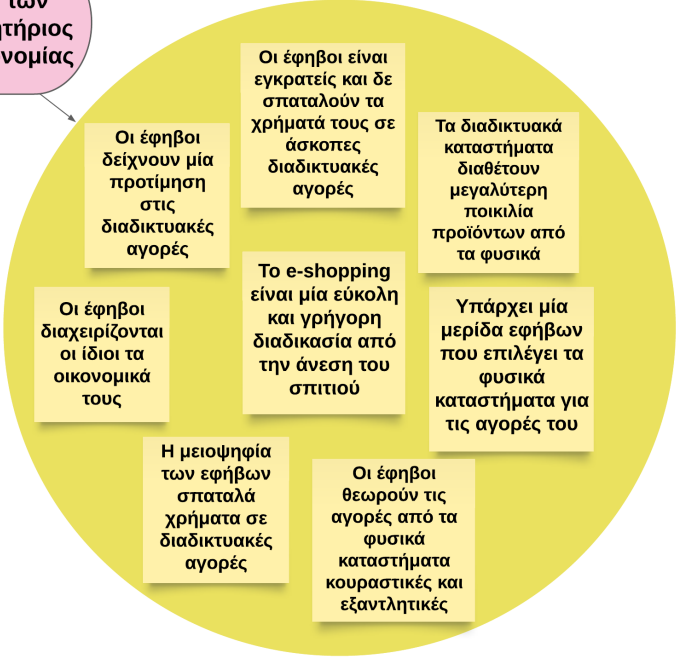 των
νομίας
Οι έφηβοι είναι
εγκρατείς και δε
σπαταλούν τα
χρήματά τους σε
άσκοπες
διαδικτυακές
αγορές
Οι έφηβοι
δείχνουν μία
προτίμηση
στις
διαδικτυακές
αγορές
Τα διαδικτυακά
καταστήματα
διαθέτουν
μεγαλύτερη
ποικιλία
προϊόντων από
τα φυσικά
Το e-shopping
είναι μία εύκολη
και γρήγορη
διαδικασία από
την άνεση του
σπιτιού
Οι έφηβοι
διαχειρίζονται
οι ίδιοι τα
οικονομικά
τους
Υπάρχει μία
μερίδα εφήβων
που επιλέγει τα
φυσικά
καταστήματα για
τις αγορές του
Η μειοψηφία
των εφήβων
σπαταλά
χρήματα σε
διαδικτυακές
αγορές
Οι έφηβοι
θεωρούν τις
αγορές από τα
φυσικά
καταστήματα
κουραστικές και
εξαντλητικές